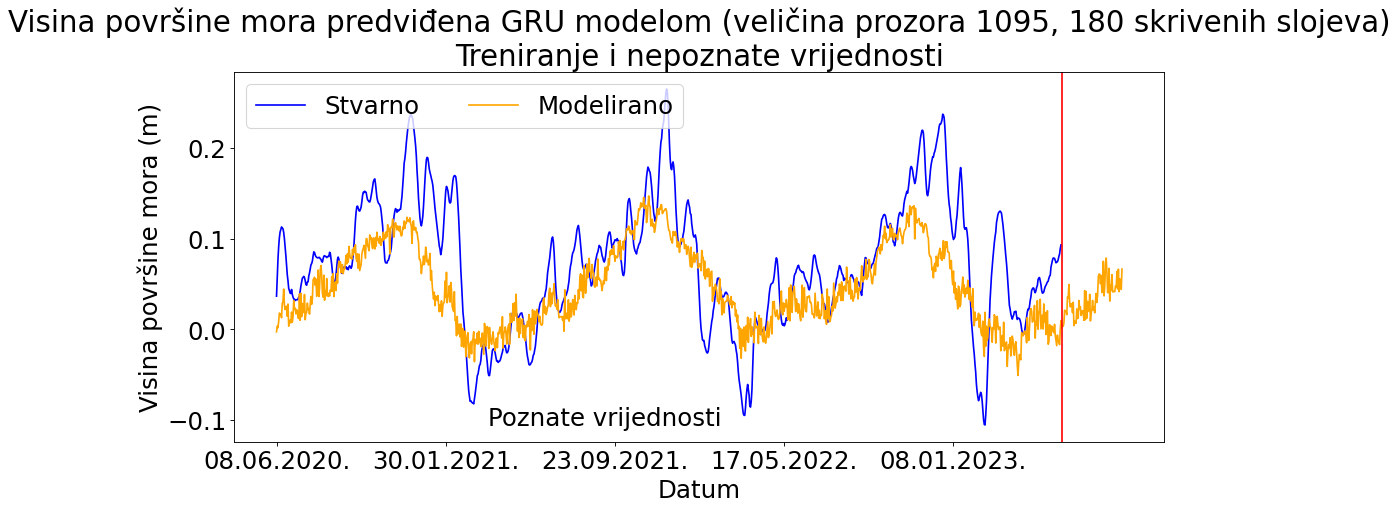 Visina površine mora predviđena GRU modelom (veličina prozora 1095, 180 skrivenih slojeva)
Treniranje i nepoznate vrijednosti
Stvarno
Modelirano
Visina površine mora (m)
0.2
0.1
0.0
−0.1
Poznate vrijednosti
08.06.2020.
30.01.2021.
23.09.2021.
17.05.2022.
08.01.2023.
Datum